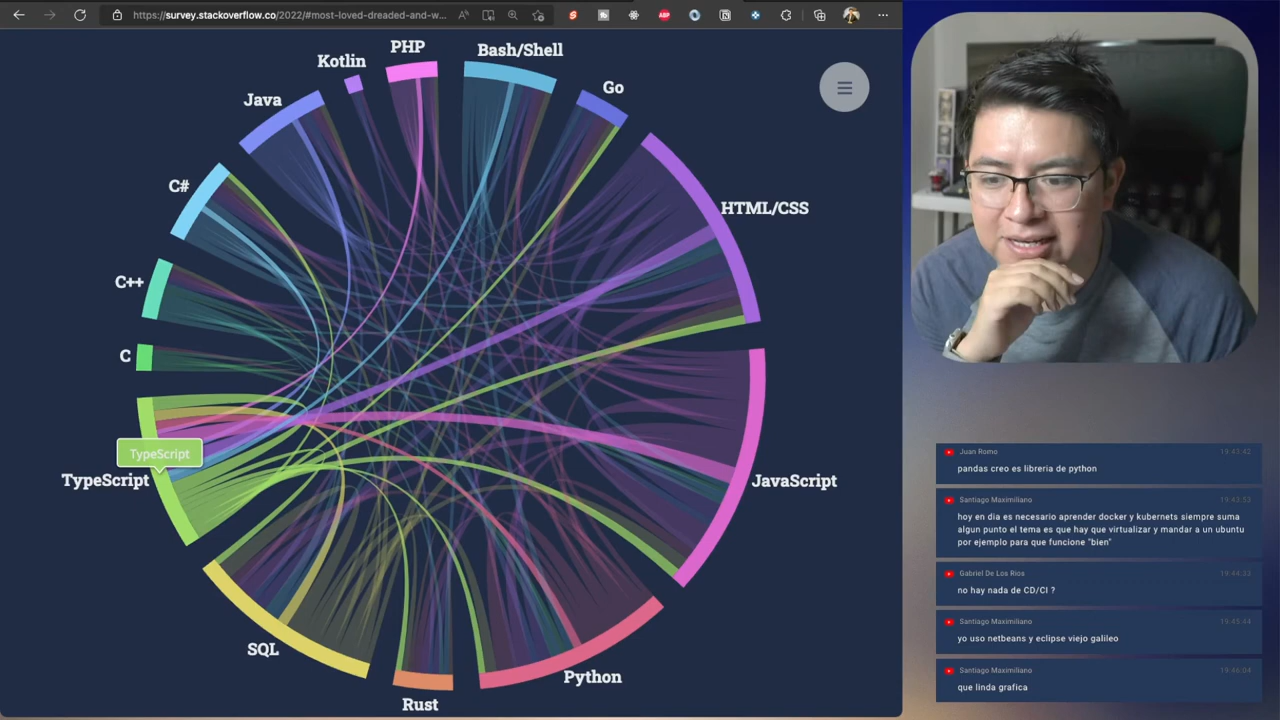 https://survey.stackoverflow.co/2022/#most-loved-dreaded-and-w...
ABP
PHP
Bash/Shell
Kotlin
Go
Java
C#
HTML/CSS
C++
C
TypeScript
TypeScript
JavaScript
SQL
Python
Rust
Juan Romo 19:43:42
pandas creo es libreria de python
Santiago Maximiliano 19:43:53
hoy en dia es necesario aprender docker y kubernets siempre suma
algun punto el tema es que hay que virtualizar y mandar a un ubuntu
por ejemplo para que funcione "bien"
Gabriel De Los Rios 19:44:33
no hay nada de CD/CI ?
Santiago Maximiliano 19:45:44
yo uso netbeans y eclipse viejo galileo
Santiago Maximiliano 19:46:04
que linda grafica